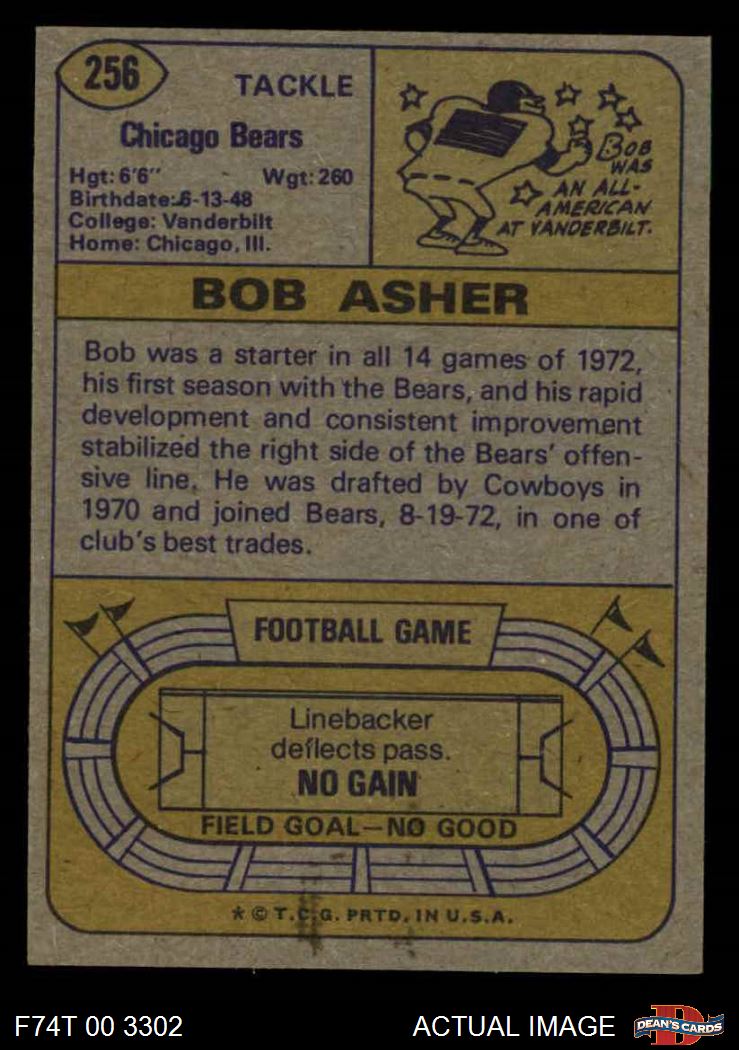 256
TACKLE
Chicago Bears
Hgt: 6'6" Wgt: 260
Birthdate: 6-13-48
College: Vanderbilt
Home: Chicago, Ill.
BOB
WAS
AN ALL-
AMERICAN
AT VANDERBILT.
BOB ASHER
Bob was a starter in all 14 games of 1972,
his first season with the Bears, and his rapid
development and consistent improvement
stabilized the right side of the Bears' offen-
sive line. He was drafted by Cowboys in
1970 and joined Bears, 8-19-72, in one of
club's best trades.
FOOTBALL GAME
Linebacker
deflects pass.
NO GAIN
FIELD GOAL—NO GOOD
* © T.C.G. PRTD. IN U.S.A.
F74T 00 3302 ACTUAL IMAGE
DEAN'S CARDS